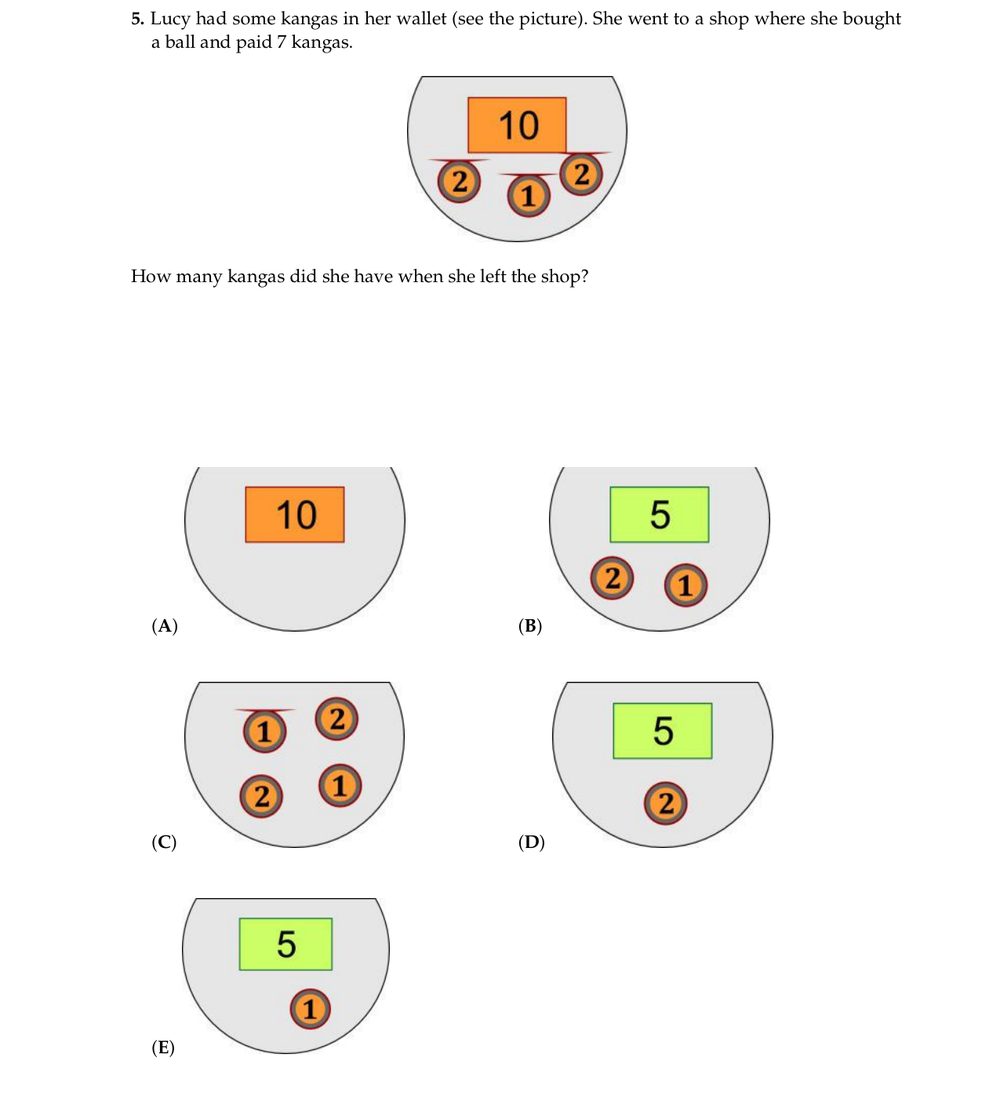 5. Lucy had some kangas in her wallet (see the picture). She went to a shop where she bought
a ball and paid 7 kangas.
10
2 1 2
How many kangas did she have when she left the shop?
10
(A)
5
2 1
(B)
1 2
2 1
(C)
5
2
(D)
5
1
(E)